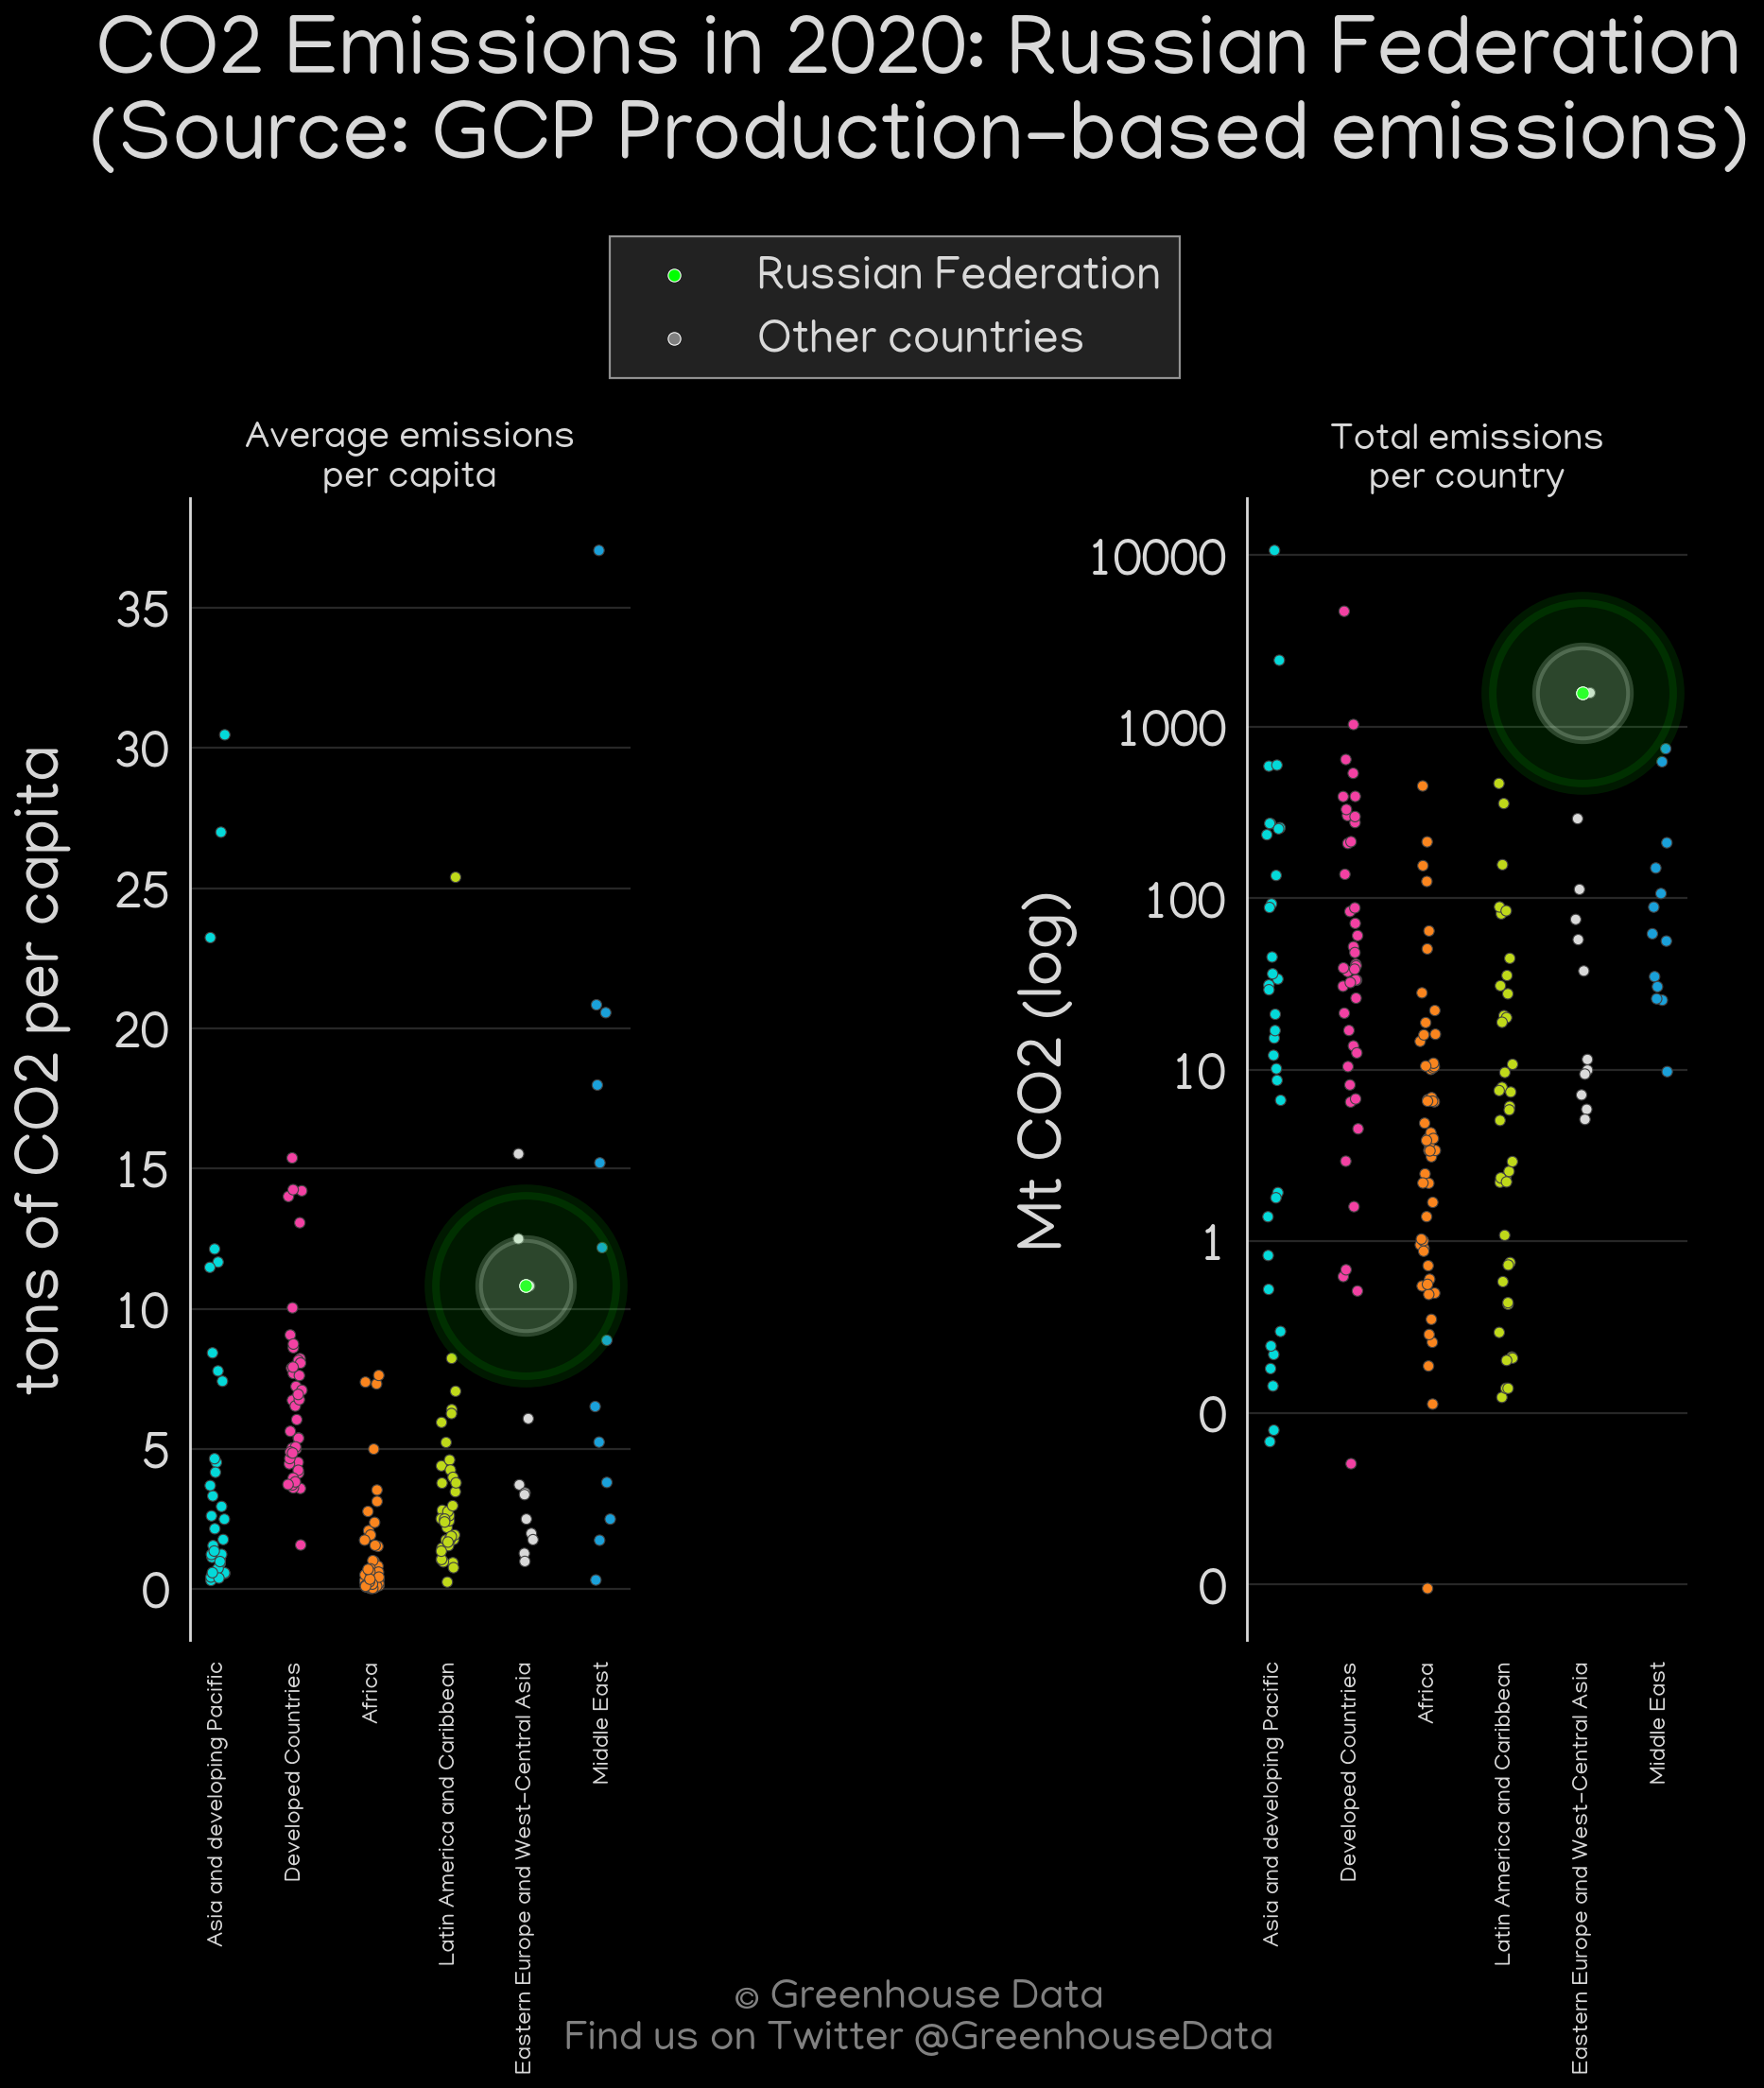 CO2 Emissions in 2020: Russian Federation
(Source: GCP Production-based emissions)
Russian Federation
Other countries
Average emissions
per capita
tons of CO2 per capita
35
30
25
20
15
10
5
0
Asia and developing Pacific
Developed Countries
Africa
Latin America and Caribbean
Eastern Europe and West-Central Asia
Middle East
Total emissions
per country
Mt CO2 (log)
10000
1000
100
10
1
0
0
Asia and developing Pacific
Developed Countries
Africa
Latin America and Caribbean
Eastern Europe and West-Central Asia
Middle East
© Greenhouse Data
Find us on Twitter @GreenhouseData